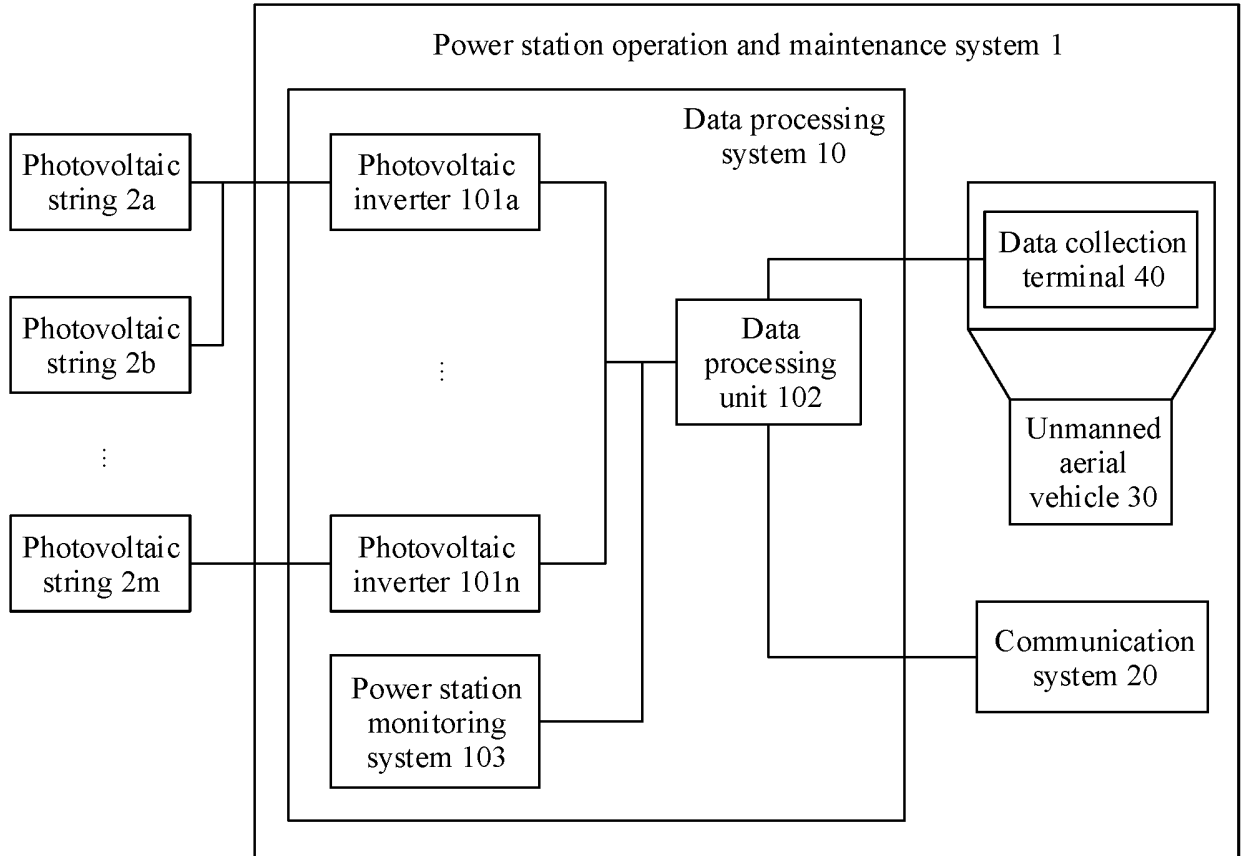 Power station operation and maintenance system 1
Data processing
system 10
Photovoltaic
string 2a
Photovoltaic
inverter 101a
Data collection
terminal 40
Photovoltaic
string 2b
⋮
Data
processing
unit 102
Unmanned
aerial
vehicle 30
⋮
Photovoltaic
string 2m
Photovoltaic
inverter 101n
Communication
system 20
Power station
monitoring
system 103